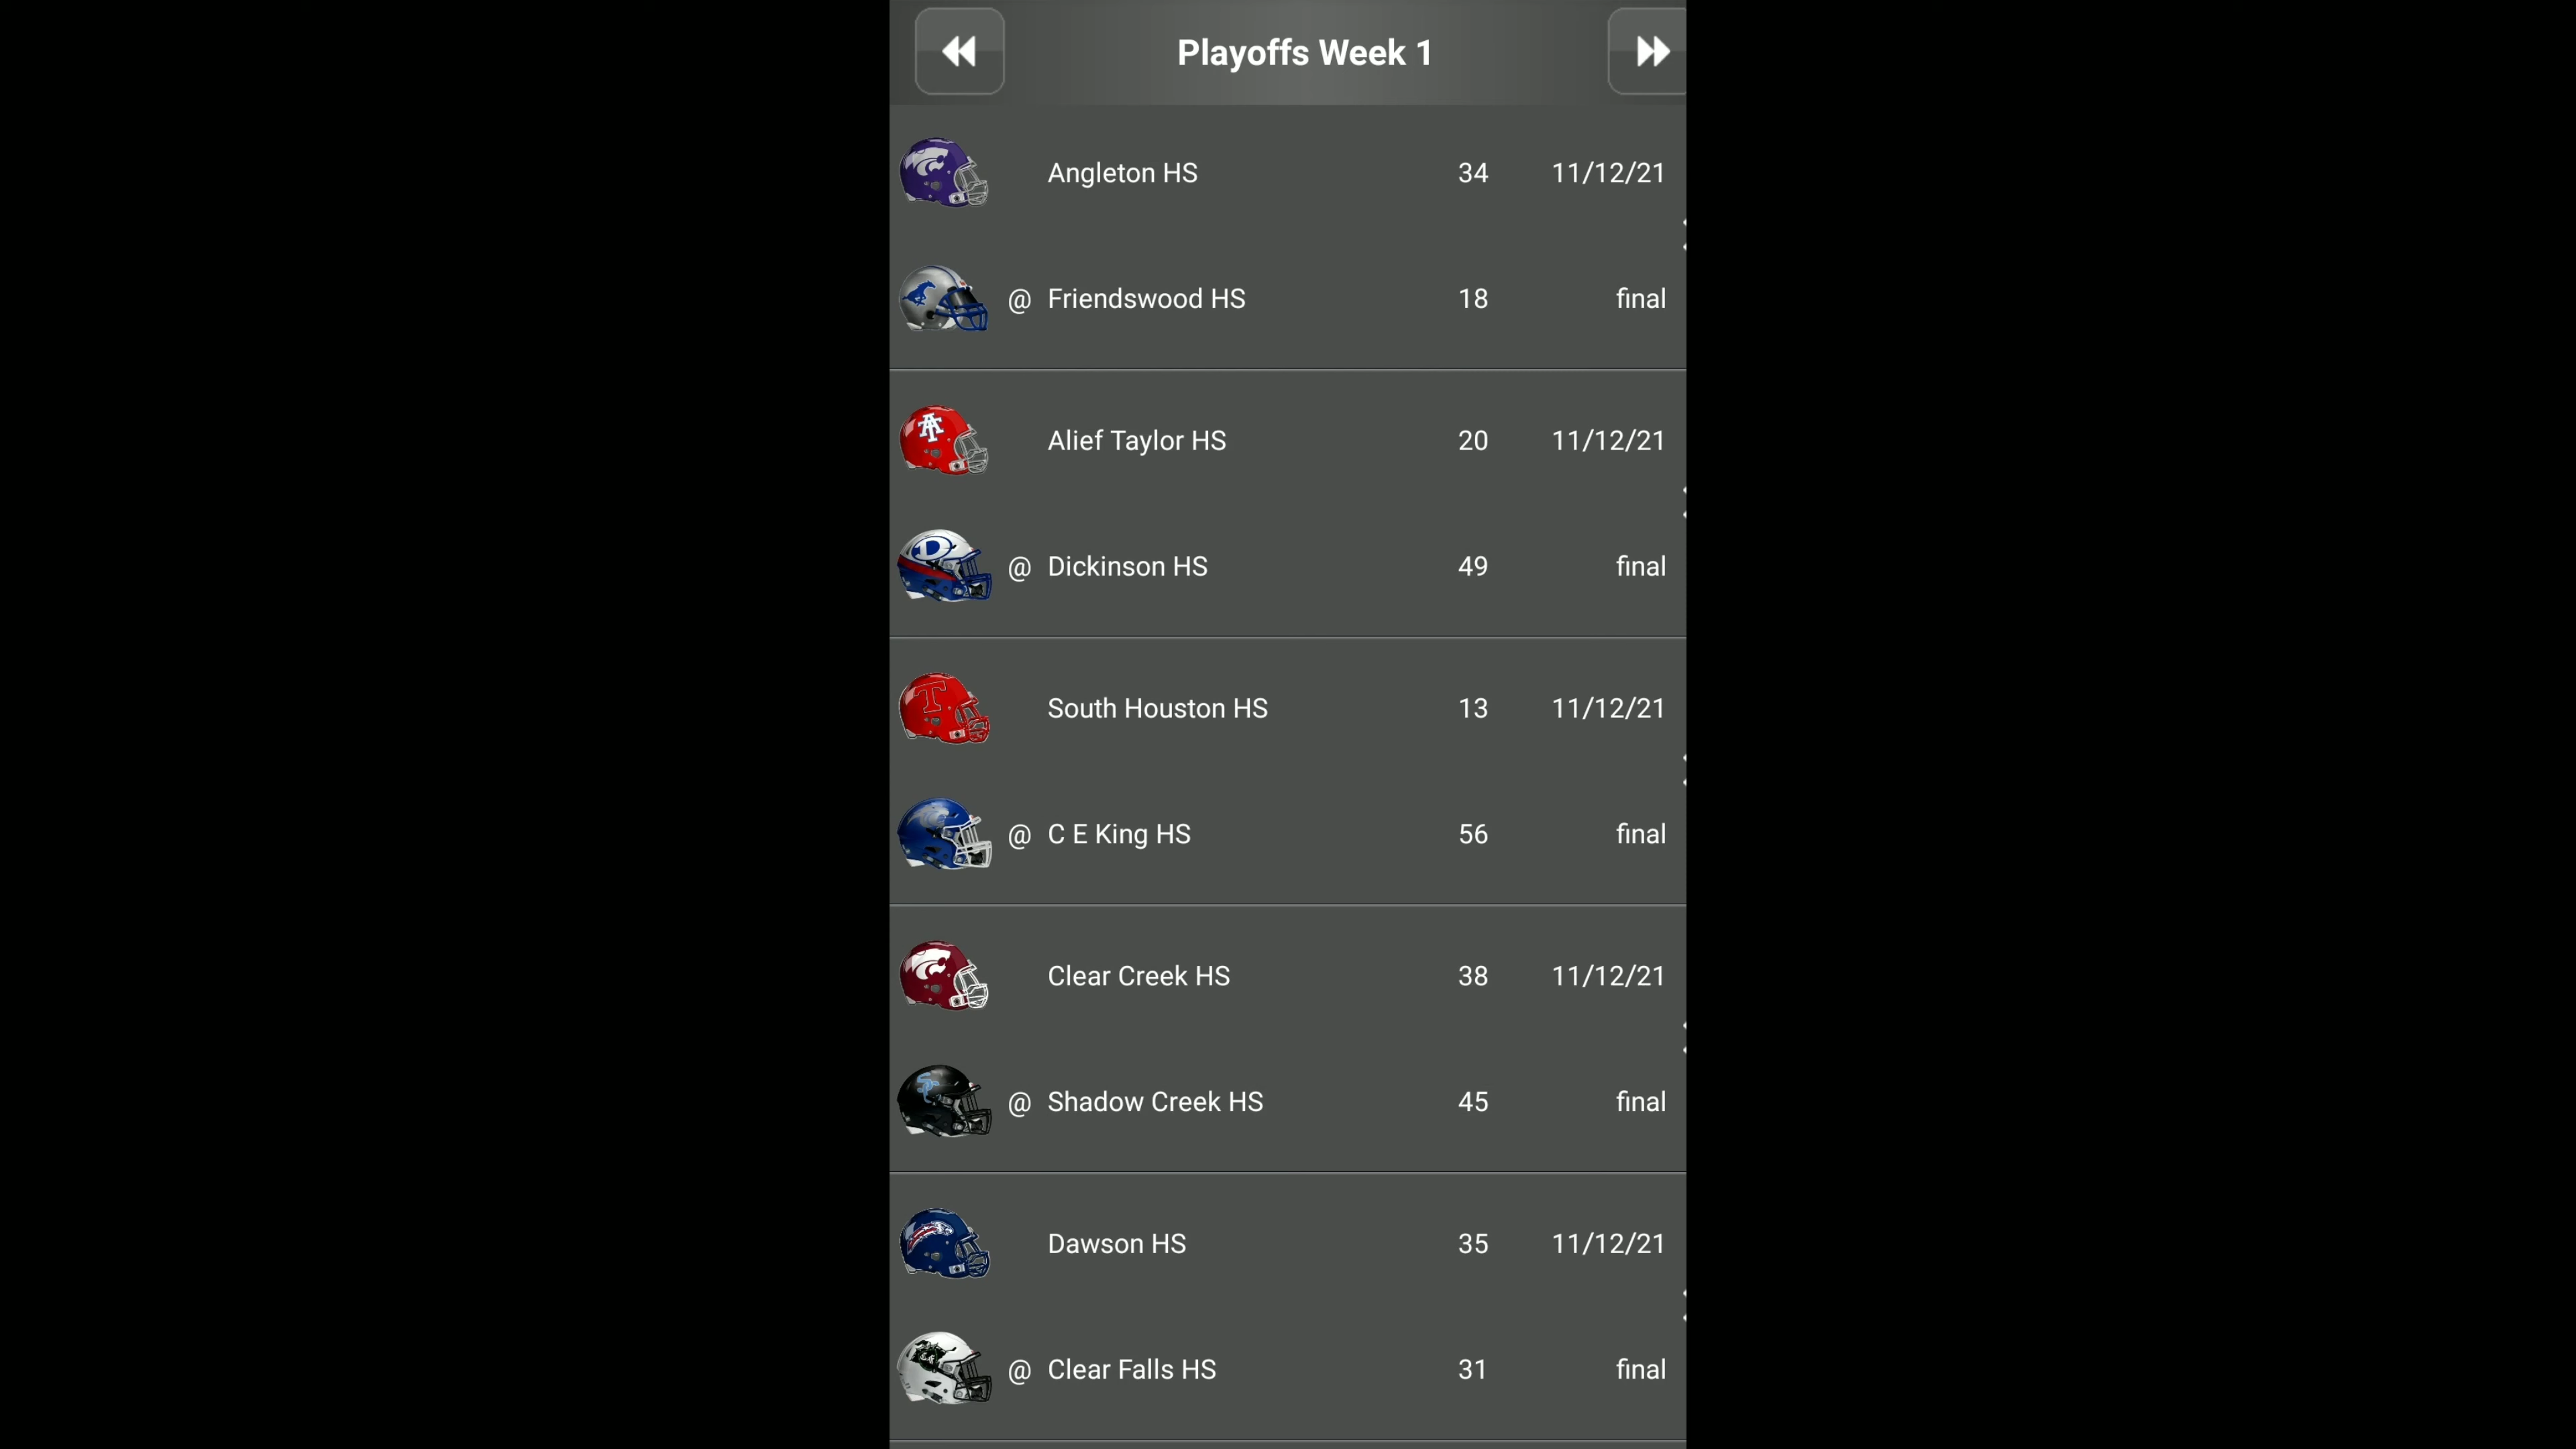 Playoffs Week 1
Angleton HS 34 11/12/21
@ Friendswood HS 18 final
Alief Taylor HS 20 11/12/21
@ Dickinson HS 49 final
South Houston HS 13 11/12/21
@ C E King HS 56 final
Clear Creek HS 38 11/12/21
@ Shadow Creek HS 45 final
Dawson HS 35 11/12/21
@ Clear Falls HS 31 final